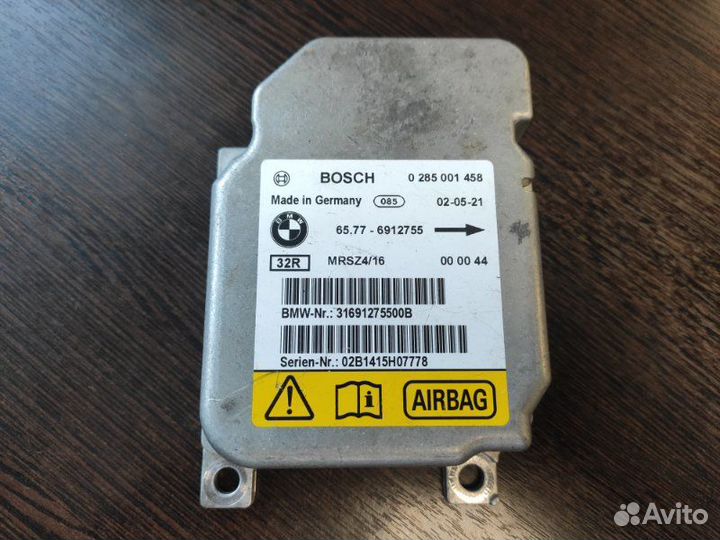 BOSCH 0 285 001 458
Made in Germany 085 02-05-21
BMW 65.77 - 6912755
32R MRSZ4/16 00 00 44
BMW-Nr.: 31691275500B
Serien-Nr.: 02B1415H07778
AIRBAG
Avito